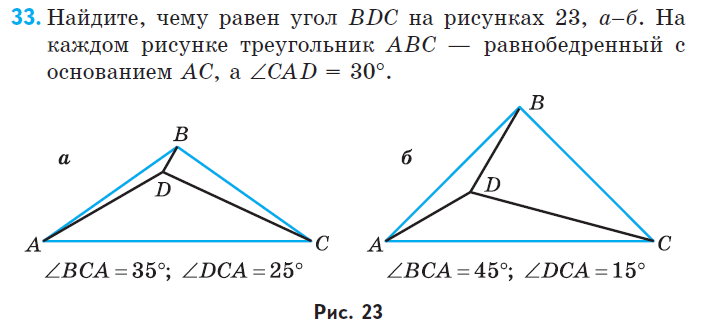 33. Найдите, чему равен угол BDC на рисунках 23, а–б. На
каждом рисунке треугольник ABC — равнобедренный с
основанием AC, а ∠CAD = 30°.
а
B
D
A
C
∠BCA = 35°; ∠DCA = 25°
б
B
D
A
C
∠BCA = 45°; ∠DCA = 15°
Рис. 23